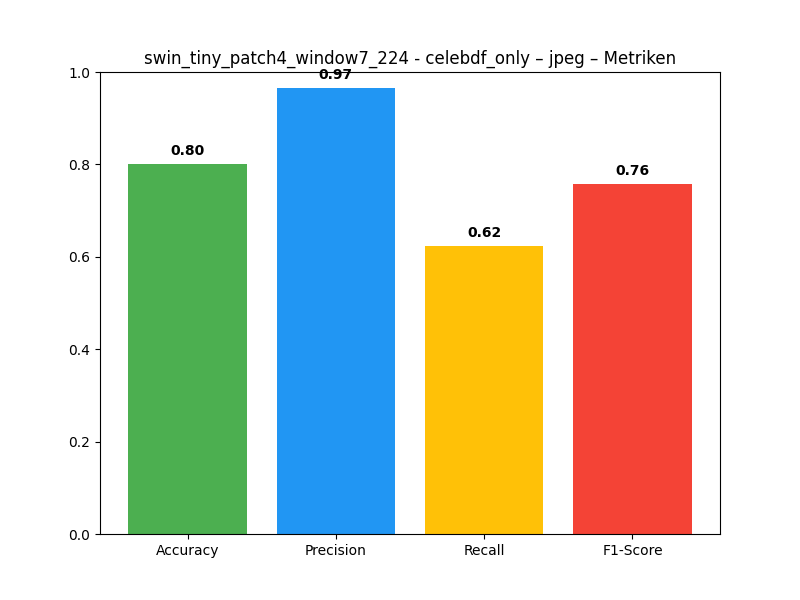 swin_tiny_patch4_window7_224 - celebdf_only – jpeg – Metriken
1.0
0.8
0.6
0.4
0.2
0.0
0.80
0.97
0.62
0.76
Accuracy
Precision
Recall
F1-Score